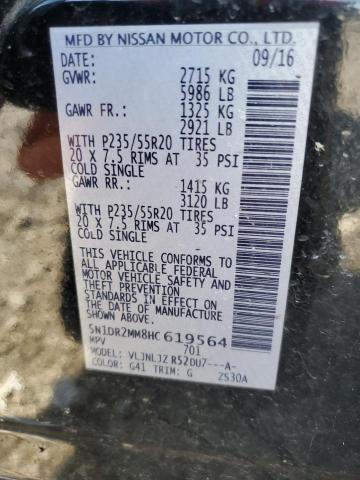 MFD BY NISSAN MOTOR CO., LTD.
DATE: 09/16
GVWR: 2715 KG
5986 LB
GAWR FR.: 1325 KG
2921 LB
WITH P235/55R20 TIRES
20 X 7.5 RIMS AT 35 PSI
COLD SINGLE
GAWR RR.: 1415 KG
3120 LB
WITH P235/55R20 TIRES
20 X 7.5 RIMS AT 35 PSI
COLD SINGLE
THIS VEHICLE CONFORMS
TO ALL APPLICABLE FEDERAL
MOTOR VEHICLE SAFETY AND
THEFT PREVENTION STANDARDS
IN EFFECT ON THE DATE OF
MANUFACTURE SHOWN ABOVE.
5N1DR2MM8HC619564
MPV 701
MODEL: VLJNLJZ R52DU7---A-
COLOR: G41 TRIM: G 2S30A